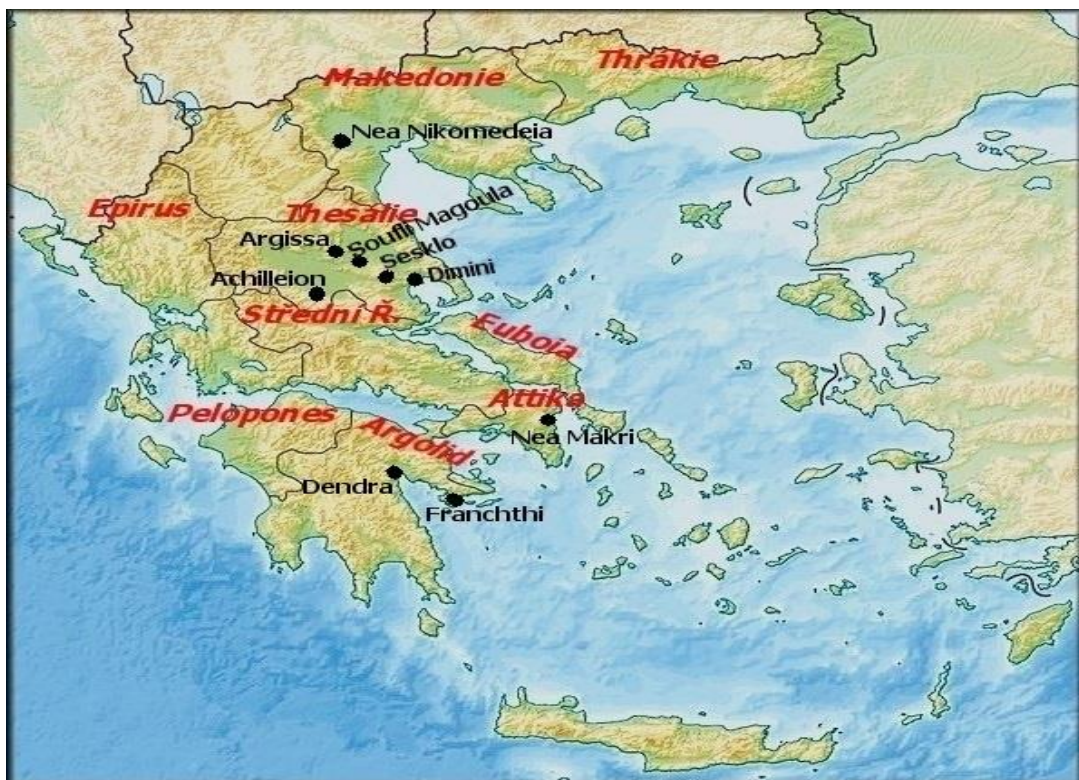 Thrákie
Makedonie
Nea Nikomedeia
Epirus
Thesalie
Soufli Magoula
Argissa
Sesklo
Dimini
Achilleion
Střední Ř.
Euboia
Attika
Pelopones
Argolid
Nea Makri
Dendra
Franchthi